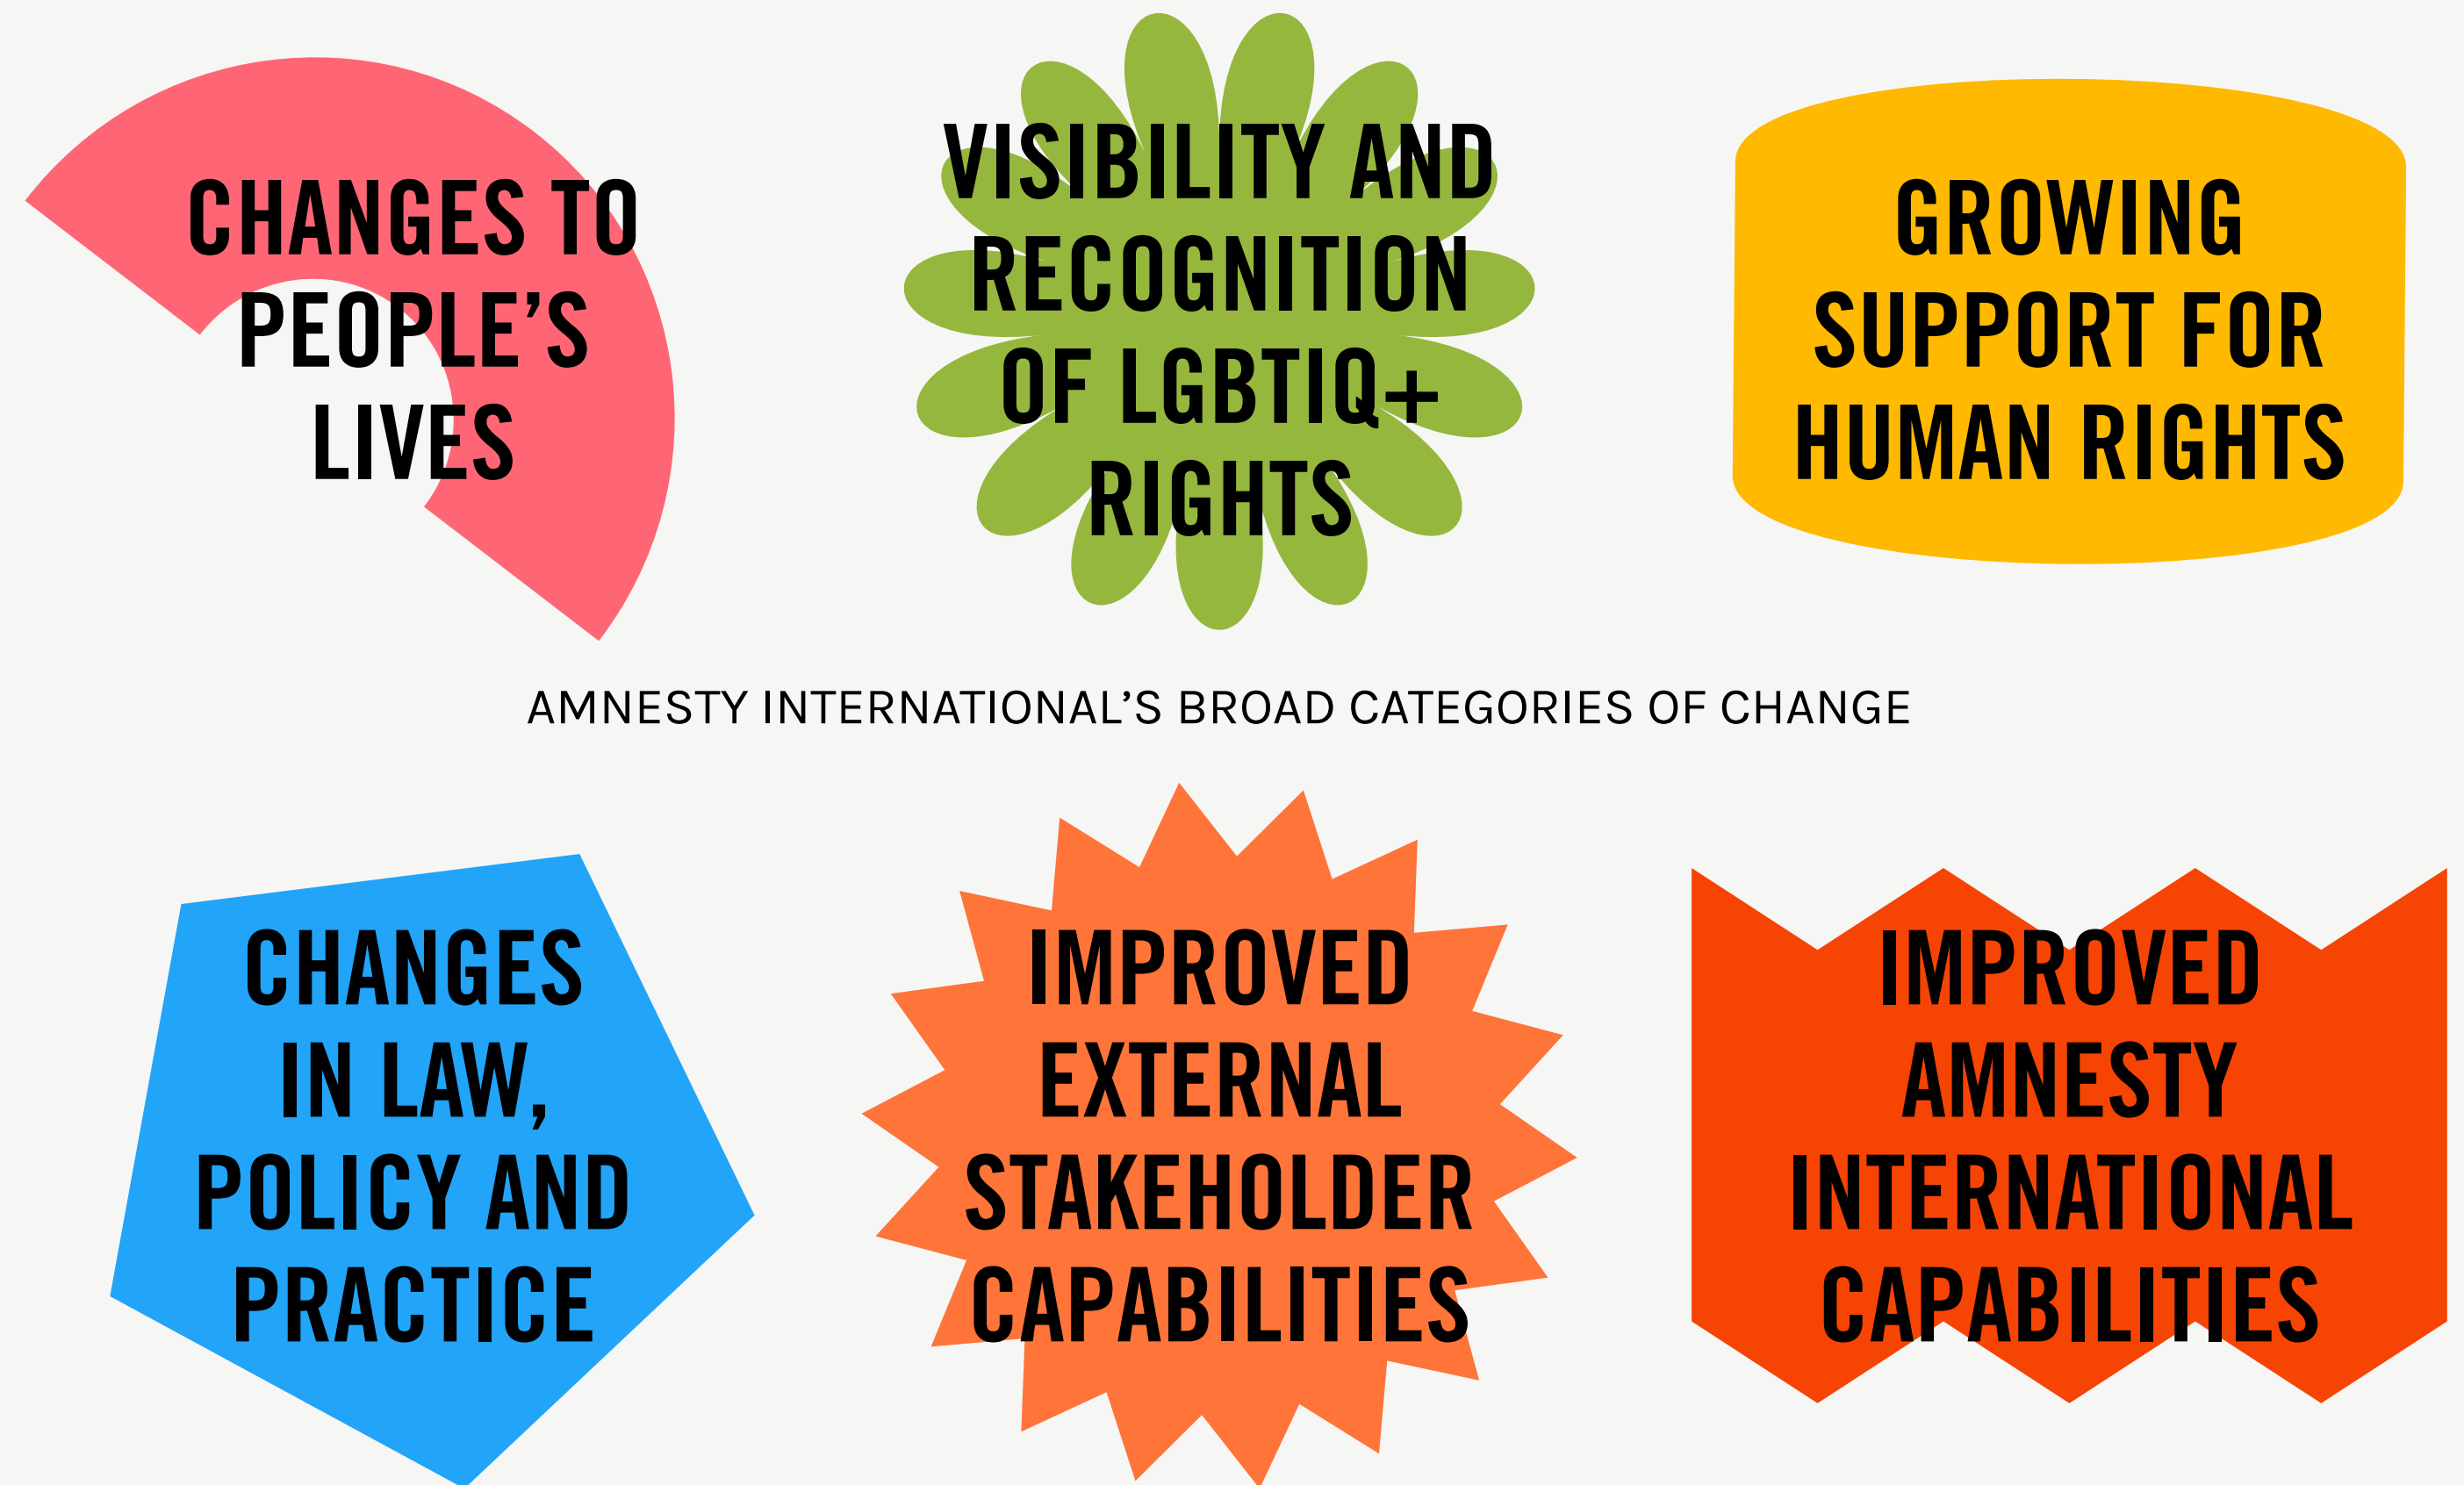 CHANGES TO
PEOPLE’S
LIVES
VISIBILITY AND
RECOGNITION
OF LGBTIQ+
RIGHTS
GROWING
SUPPORT FOR
HUMAN RIGHTS
AMNESTY INTERNATIONAL’S BROAD CATEGORIES OF CHANGE
CHANGES
IN LAW,
POLICY AND
PRACTICE
IMPROVED
EXTERNAL
STAKEHOLDER
CAPABILITIES
IMPROVED
AMNESTY
INTERNATIONAL
CAPABILITIES